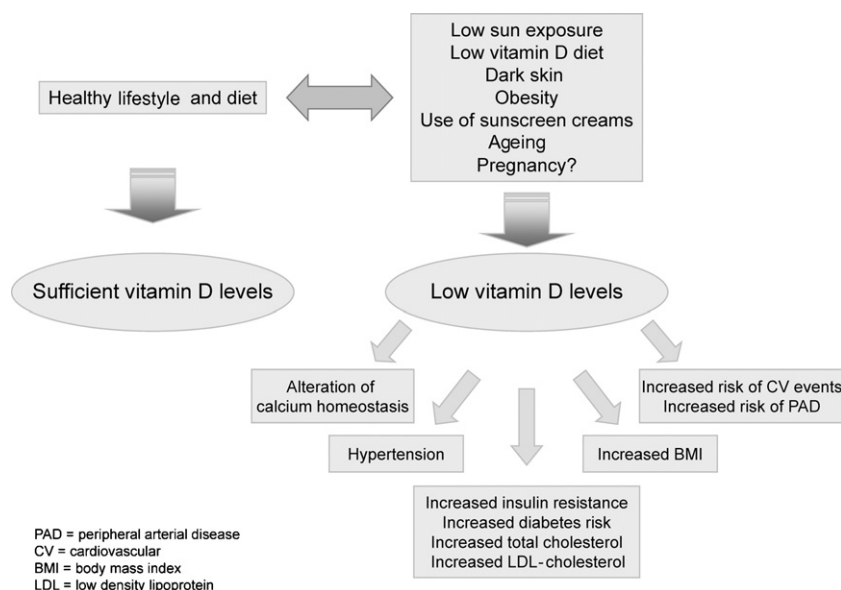 Low sun exposure
Low vitamin D diet
Dark skin
Obesity
Use of sunscreen creams
Ageing
Pregnancy?
Healthy lifestyle and diet
Sufficient vitamin D levels
Low vitamin D levels
Alteration of
calcium homeostasis
Hypertension
Increased insulin resistance
Increased diabetes risk
Increased total cholesterol
Increased LDL-cholesterol
Increased BMI
Increased risk of CV events
Increased risk of PAD
PAD = peripheral arterial disease
CV = cardiovascular
BMI = body mass index
LDL = low density lipoprotein